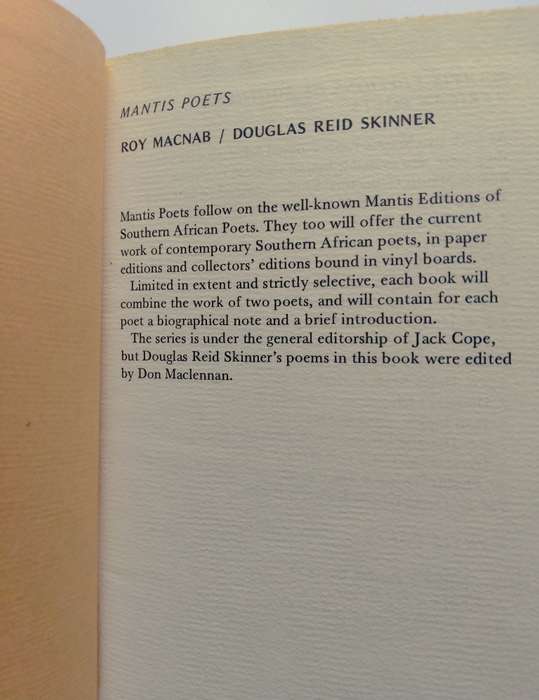 MANTIS POETS
ROY MACNAB / DOUGLAS REID SKINNER
Mantis Poets follow on the well-known Mantis Editions of
Southern African Poets. They too will offer the current
work of contemporary Southern African poets, in paper
editions and collectors' editions bound in vinyl boards.
Limited in extent and strictly selective, each book will
combine the work of two poets, and will contain for each
poet a biographical note and a brief introduction.
The series is under the general editorship of Jack Cope,
but Douglas Reid Skinner's poems in this book were edited
by Don Maclennan.